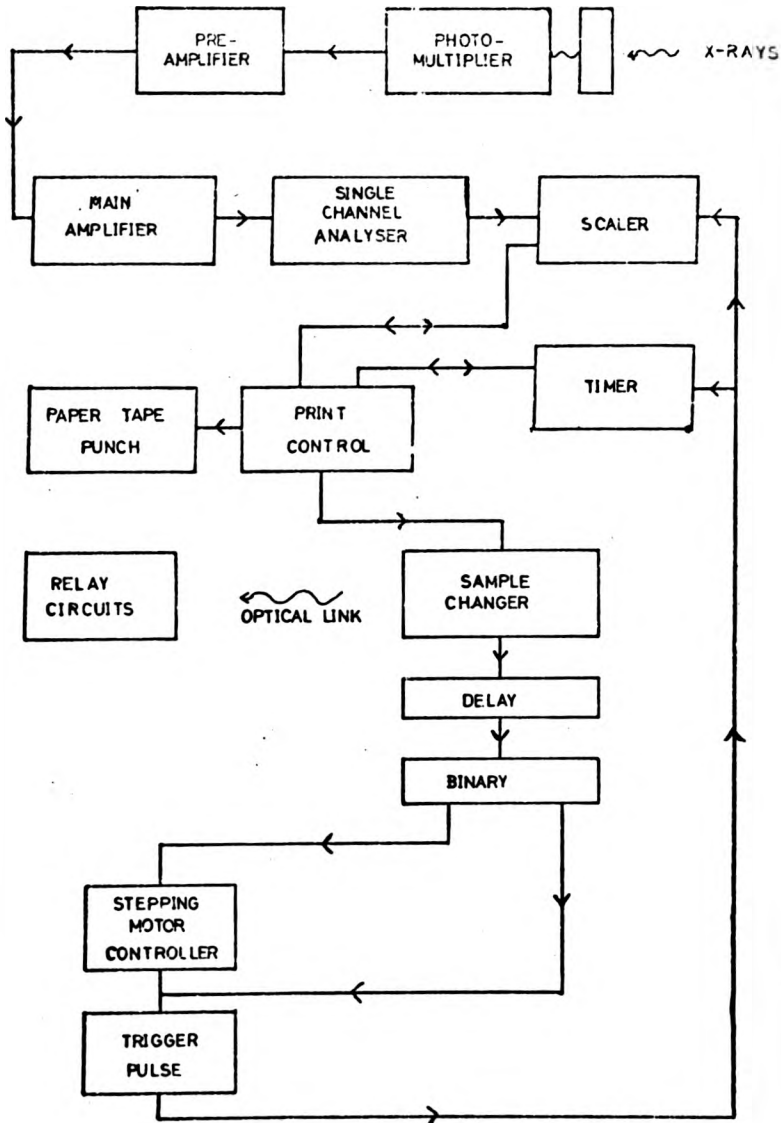 PRE-
AMPLIFIER
PHOTO-
MULTIPLIER
X-RAYS
MAIN
AMPLIFIER
SINGLE
CHANNEL
ANALYSER
SCALER
PAPER TAPE
PUNCH
PRINT
CONTROL
TIMER
RELAY
CIRCUITS
OPTICAL LINK
SAMPLE
CHANGER
DELAY
BINARY
STEPPING
MOTOR
CONTROLLER
TRIGGER
PULSE